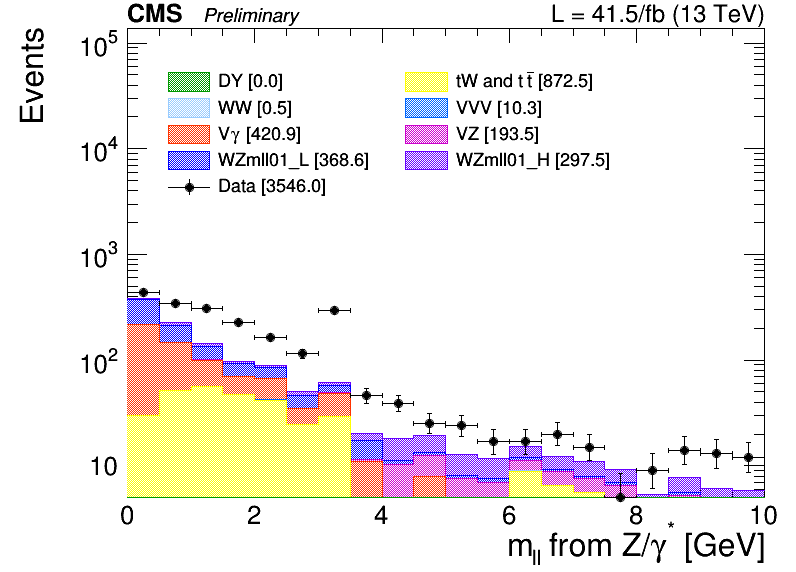 CMS Preliminary L = 41.5/fb (13 TeV)
Events
10⁵
10⁴
10³
10²
10
DY [0.0]
tW and tt̄ [872.5]
WW [0.5]
VVV [10.3]
Vγ [420.9]
VZ [193.5]
WZmll01_L [368.6]
WZmll01_H [297.5]
Data [3546.0]
0 2 4 6 8 10
m_ll from Z/γ* [GeV]